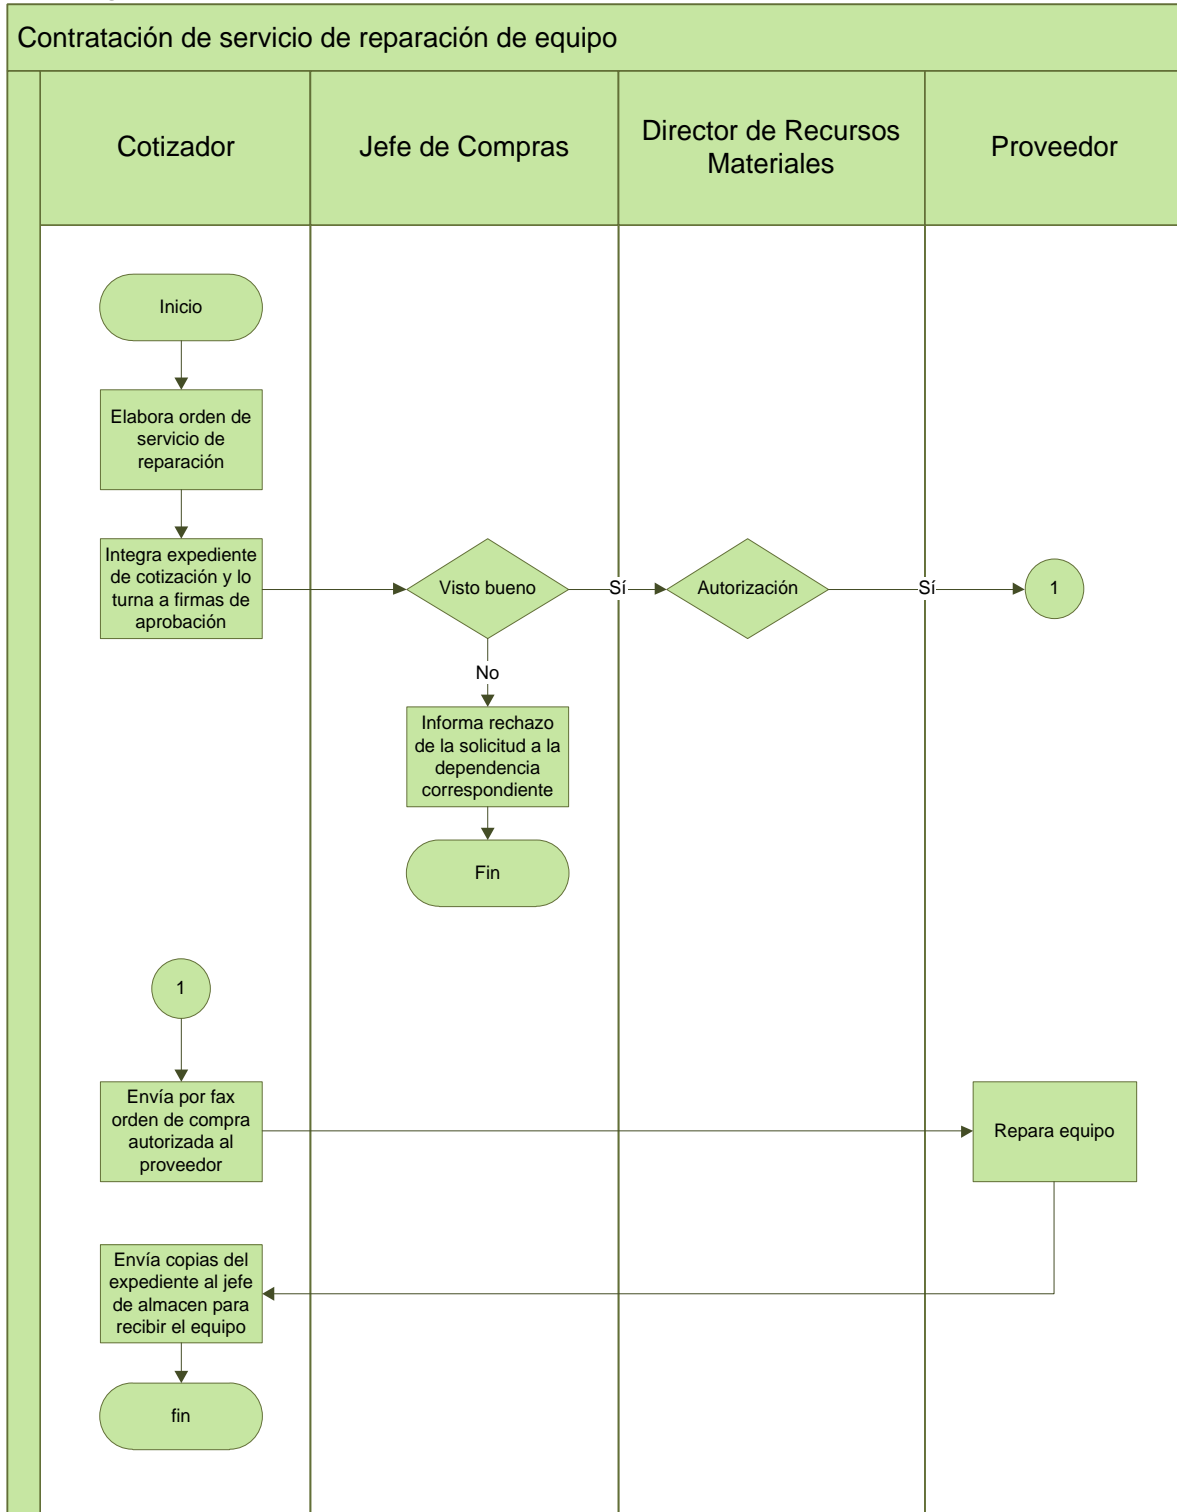 Contratación de servicio de reparación de equipo
Cotizador
Jefe de Compras
Director de Recursos
Materiales
Proveedor
Inicio
Elabora orden de
servicio de
reparación
Integra expediente
de cotización y lo
turna a firmas de
aprobación
Visto bueno
Sí
Autorización
Sí
1
No
Informa rechazo
de la solicitud a la
dependencia
correspondiente
Fin
1
Envía por fax
orden de compra
autorizada al
proveedor
Repara equipo
Envía copias del
expediente al jefe
de almacen para
recibir el equipo
fin